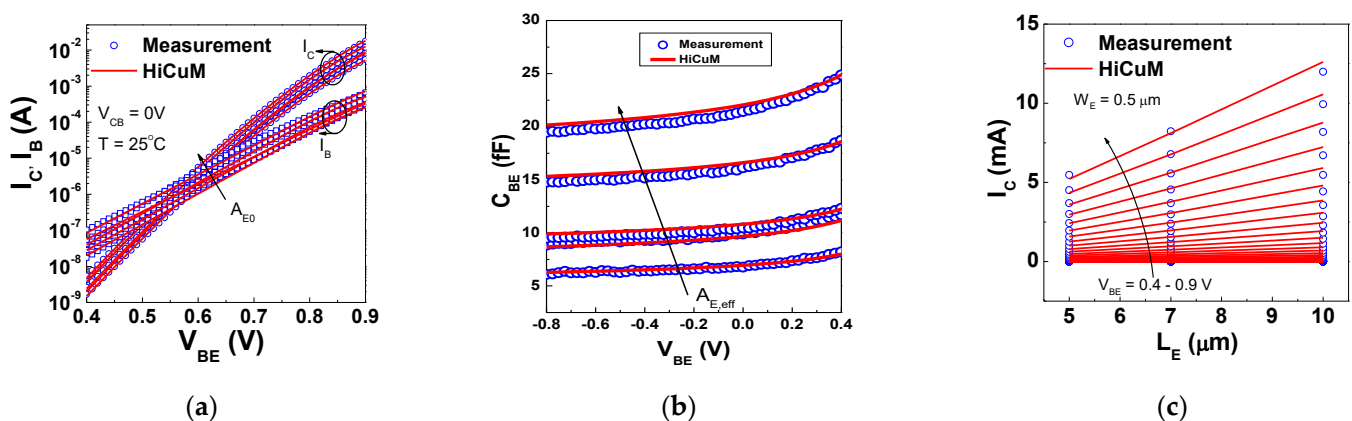 10⁻²
10⁻³
10⁻⁴
10⁻⁵
10⁻⁶
10⁻⁷
10⁻⁸
10⁻⁹
I_C, I_B (A)
Measurement
HiCuM
V_CB = 0V
T = 25°C
I_C
I_B
A_E0
0.4 0.5 0.6 0.7 0.8 0.9
V_BE (V)
(a)
30
25
20
15
10
5
C_BE (fF)
Measurement
HiCUM
A_E,eff
-0.8 -0.6 -0.4 -0.2 0.0 0.2 0.4
V_BE (V)
(b)
15
10
5
0
I_C (mA)
Measurement
HiCuM
W_E = 0.5 μm
V_BE = 0.4 - 0.9 V
5 6 7 8 9 10
L_E (μm)
(c)